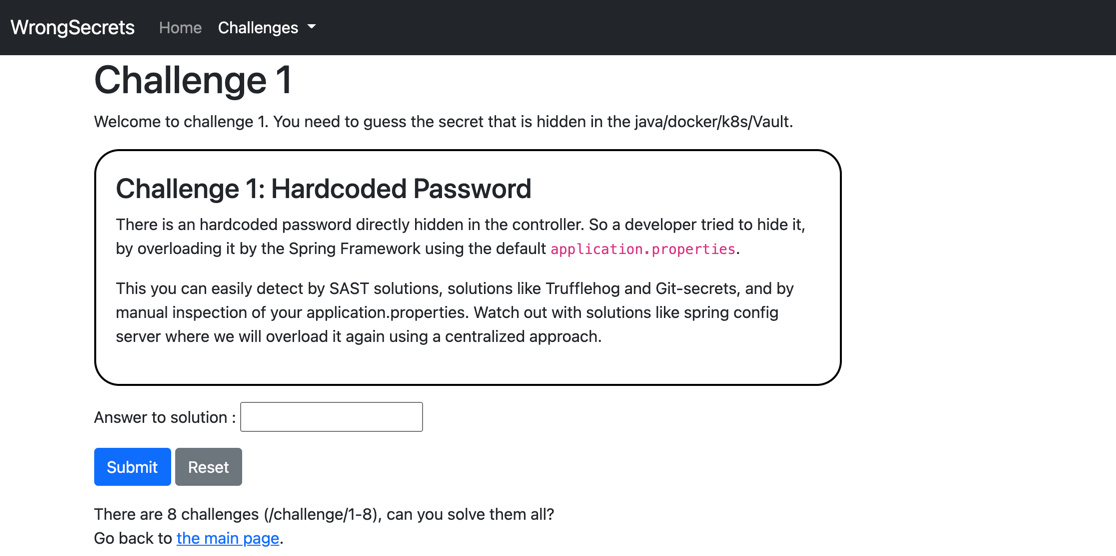 WrongSecrets Home Challenges
Challenge 1
Welcome to challenge 1. You need to guess the secret that is hidden in the java/docker/k8s/Vault.
Challenge 1: Hardcoded Password
There is an hardcoded password directly hidden in the controller. So a developer tried to hide it,
by overloading it by the Spring Framework using the default application.properties.
This you can easily detect by SAST solutions, solutions like Trufflehog and Git-secrets, and by
manual inspection of your application.properties. Watch out with solutions like spring config
server where we will overload it again using a centralized approach.
Answer to solution :
Submit Reset
There are 8 challenges (/challenge/1-8), can you solve them all?
Go back to the main page.